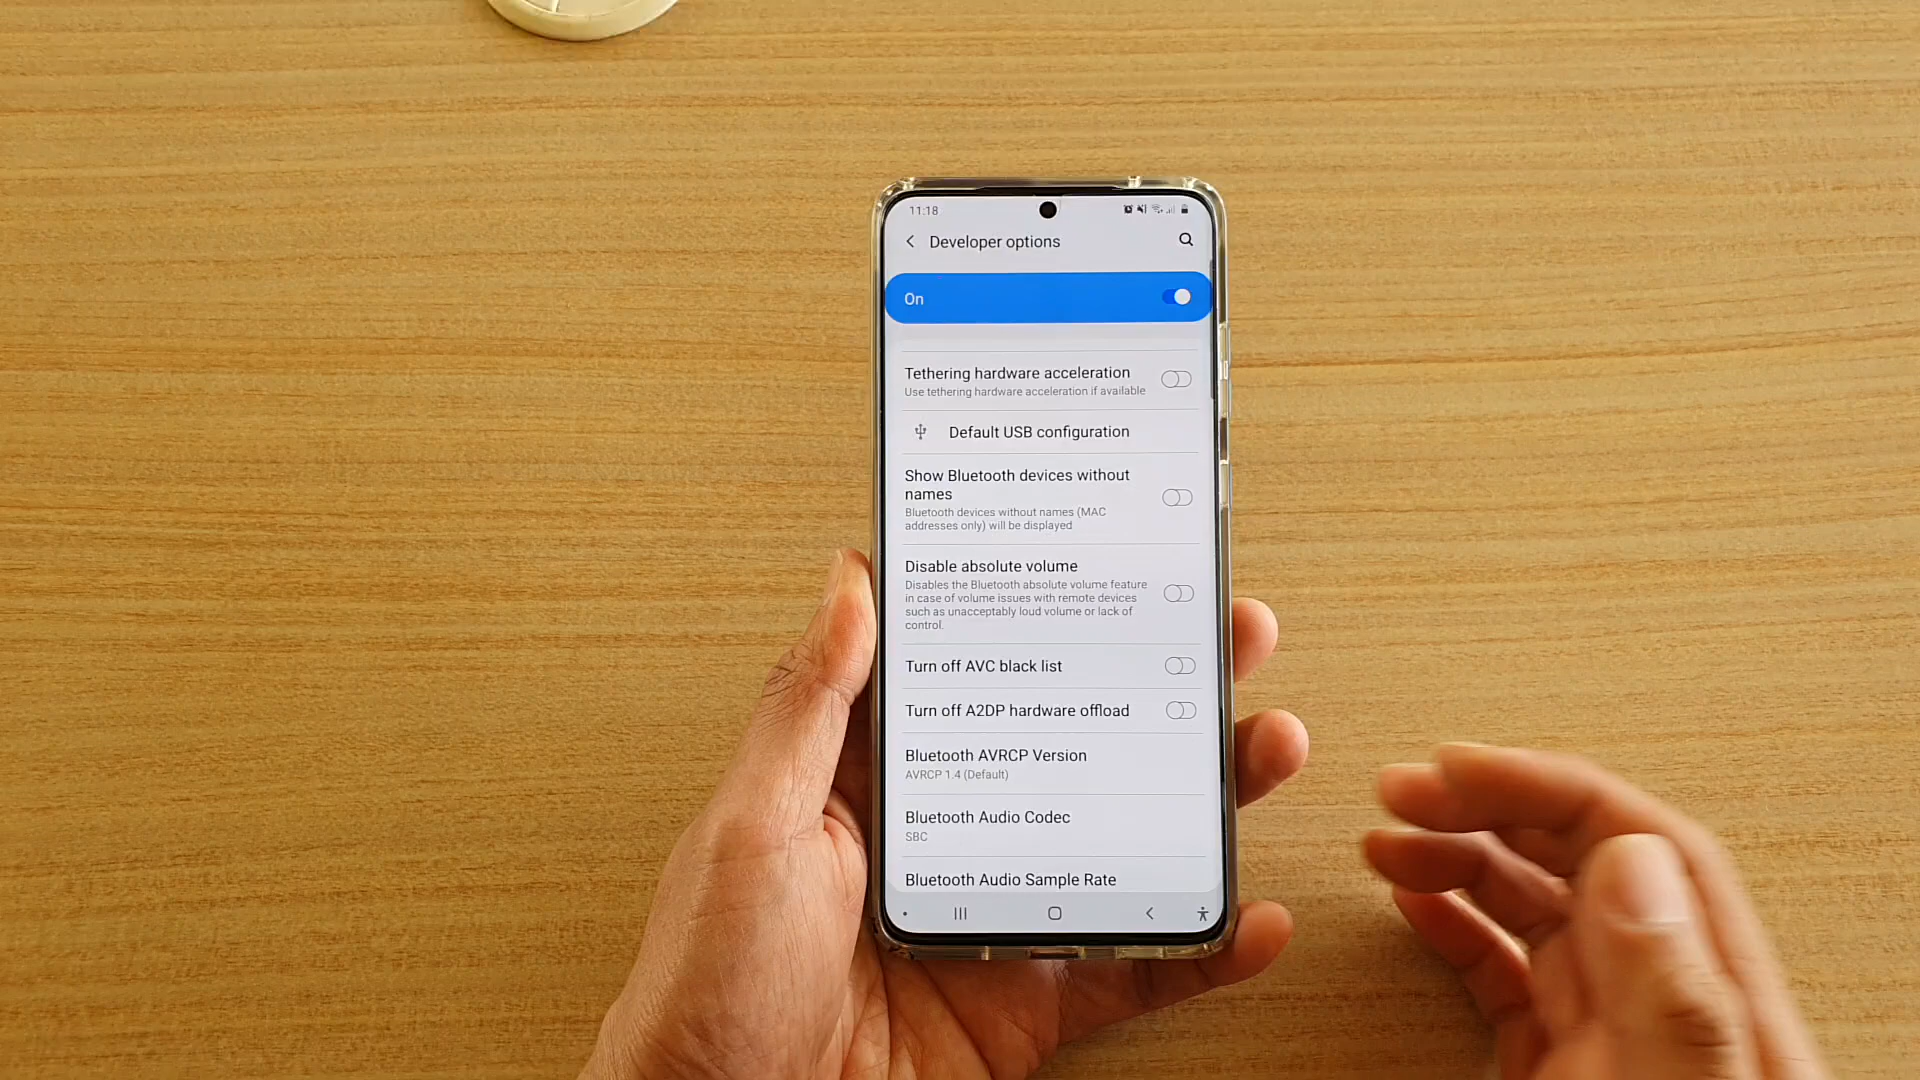 11:18
Developer options
On
Tethering hardware acceleration
Use tethering hardware acceleration if available
Default USB configuration
Show Bluetooth devices without
names
Bluetooth devices without names (MAC
addresses only) will be displayed
Disable absolute volume
Disables the Bluetooth absolute volume feature
in case of volume issues with remote devices
such as unacceptably loud volume or lack of
control.
Turn off AVC black list
Turn off A2DP hardware offload
Bluetooth AVRCP Version
AVRCP 1.4 (Default)
Bluetooth Audio Codec
SBC
Bluetooth Audio Sample Rate